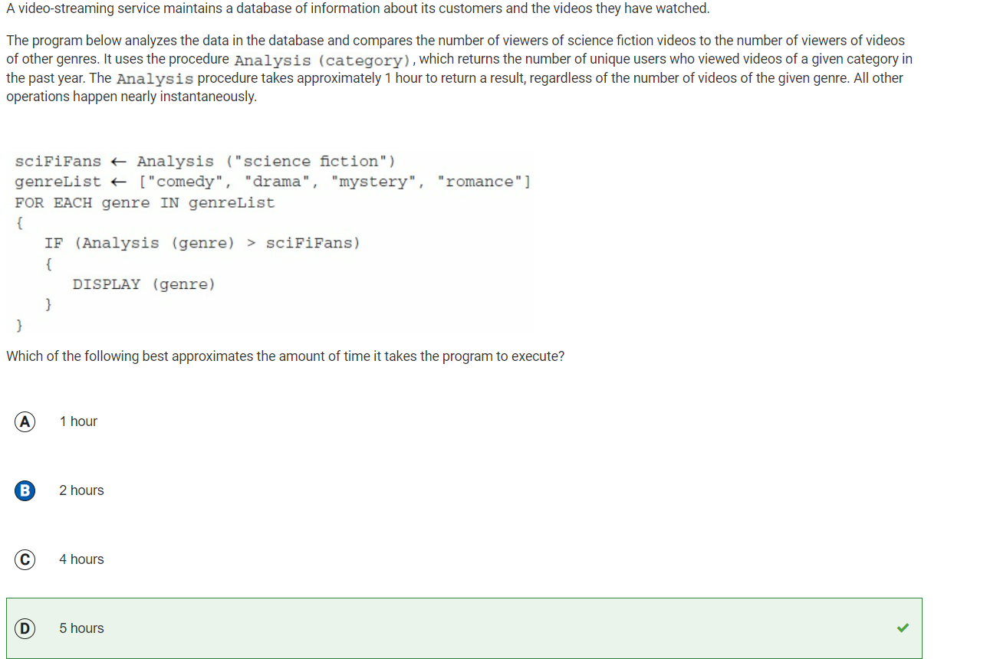 A video-streaming service maintains a database of information about its customers and the videos they have watched.
The program below analyzes the data in the database and compares the number of viewers of science fiction videos to the number of viewers of videos
of other genres. It uses the procedure Analysis (category), which returns the number of unique users who viewed videos of a given category in
the past year. The Analysis procedure takes approximately 1 hour to return a result, regardless of the number of videos of the given genre. All other
operations happen nearly instantaneously.
sciFiFans ← Analysis ("science fiction")
genreList ← ["comedy", "drama", "mystery", "romance"]
FOR EACH genre IN genreList
{
IF (Analysis (genre) > sciFiFans)
{
DISPLAY (genre)
}
}
Which of the following best approximates the amount of time it takes the program to execute?
A 1 hour
B 2 hours
C 4 hours
D 5 hours